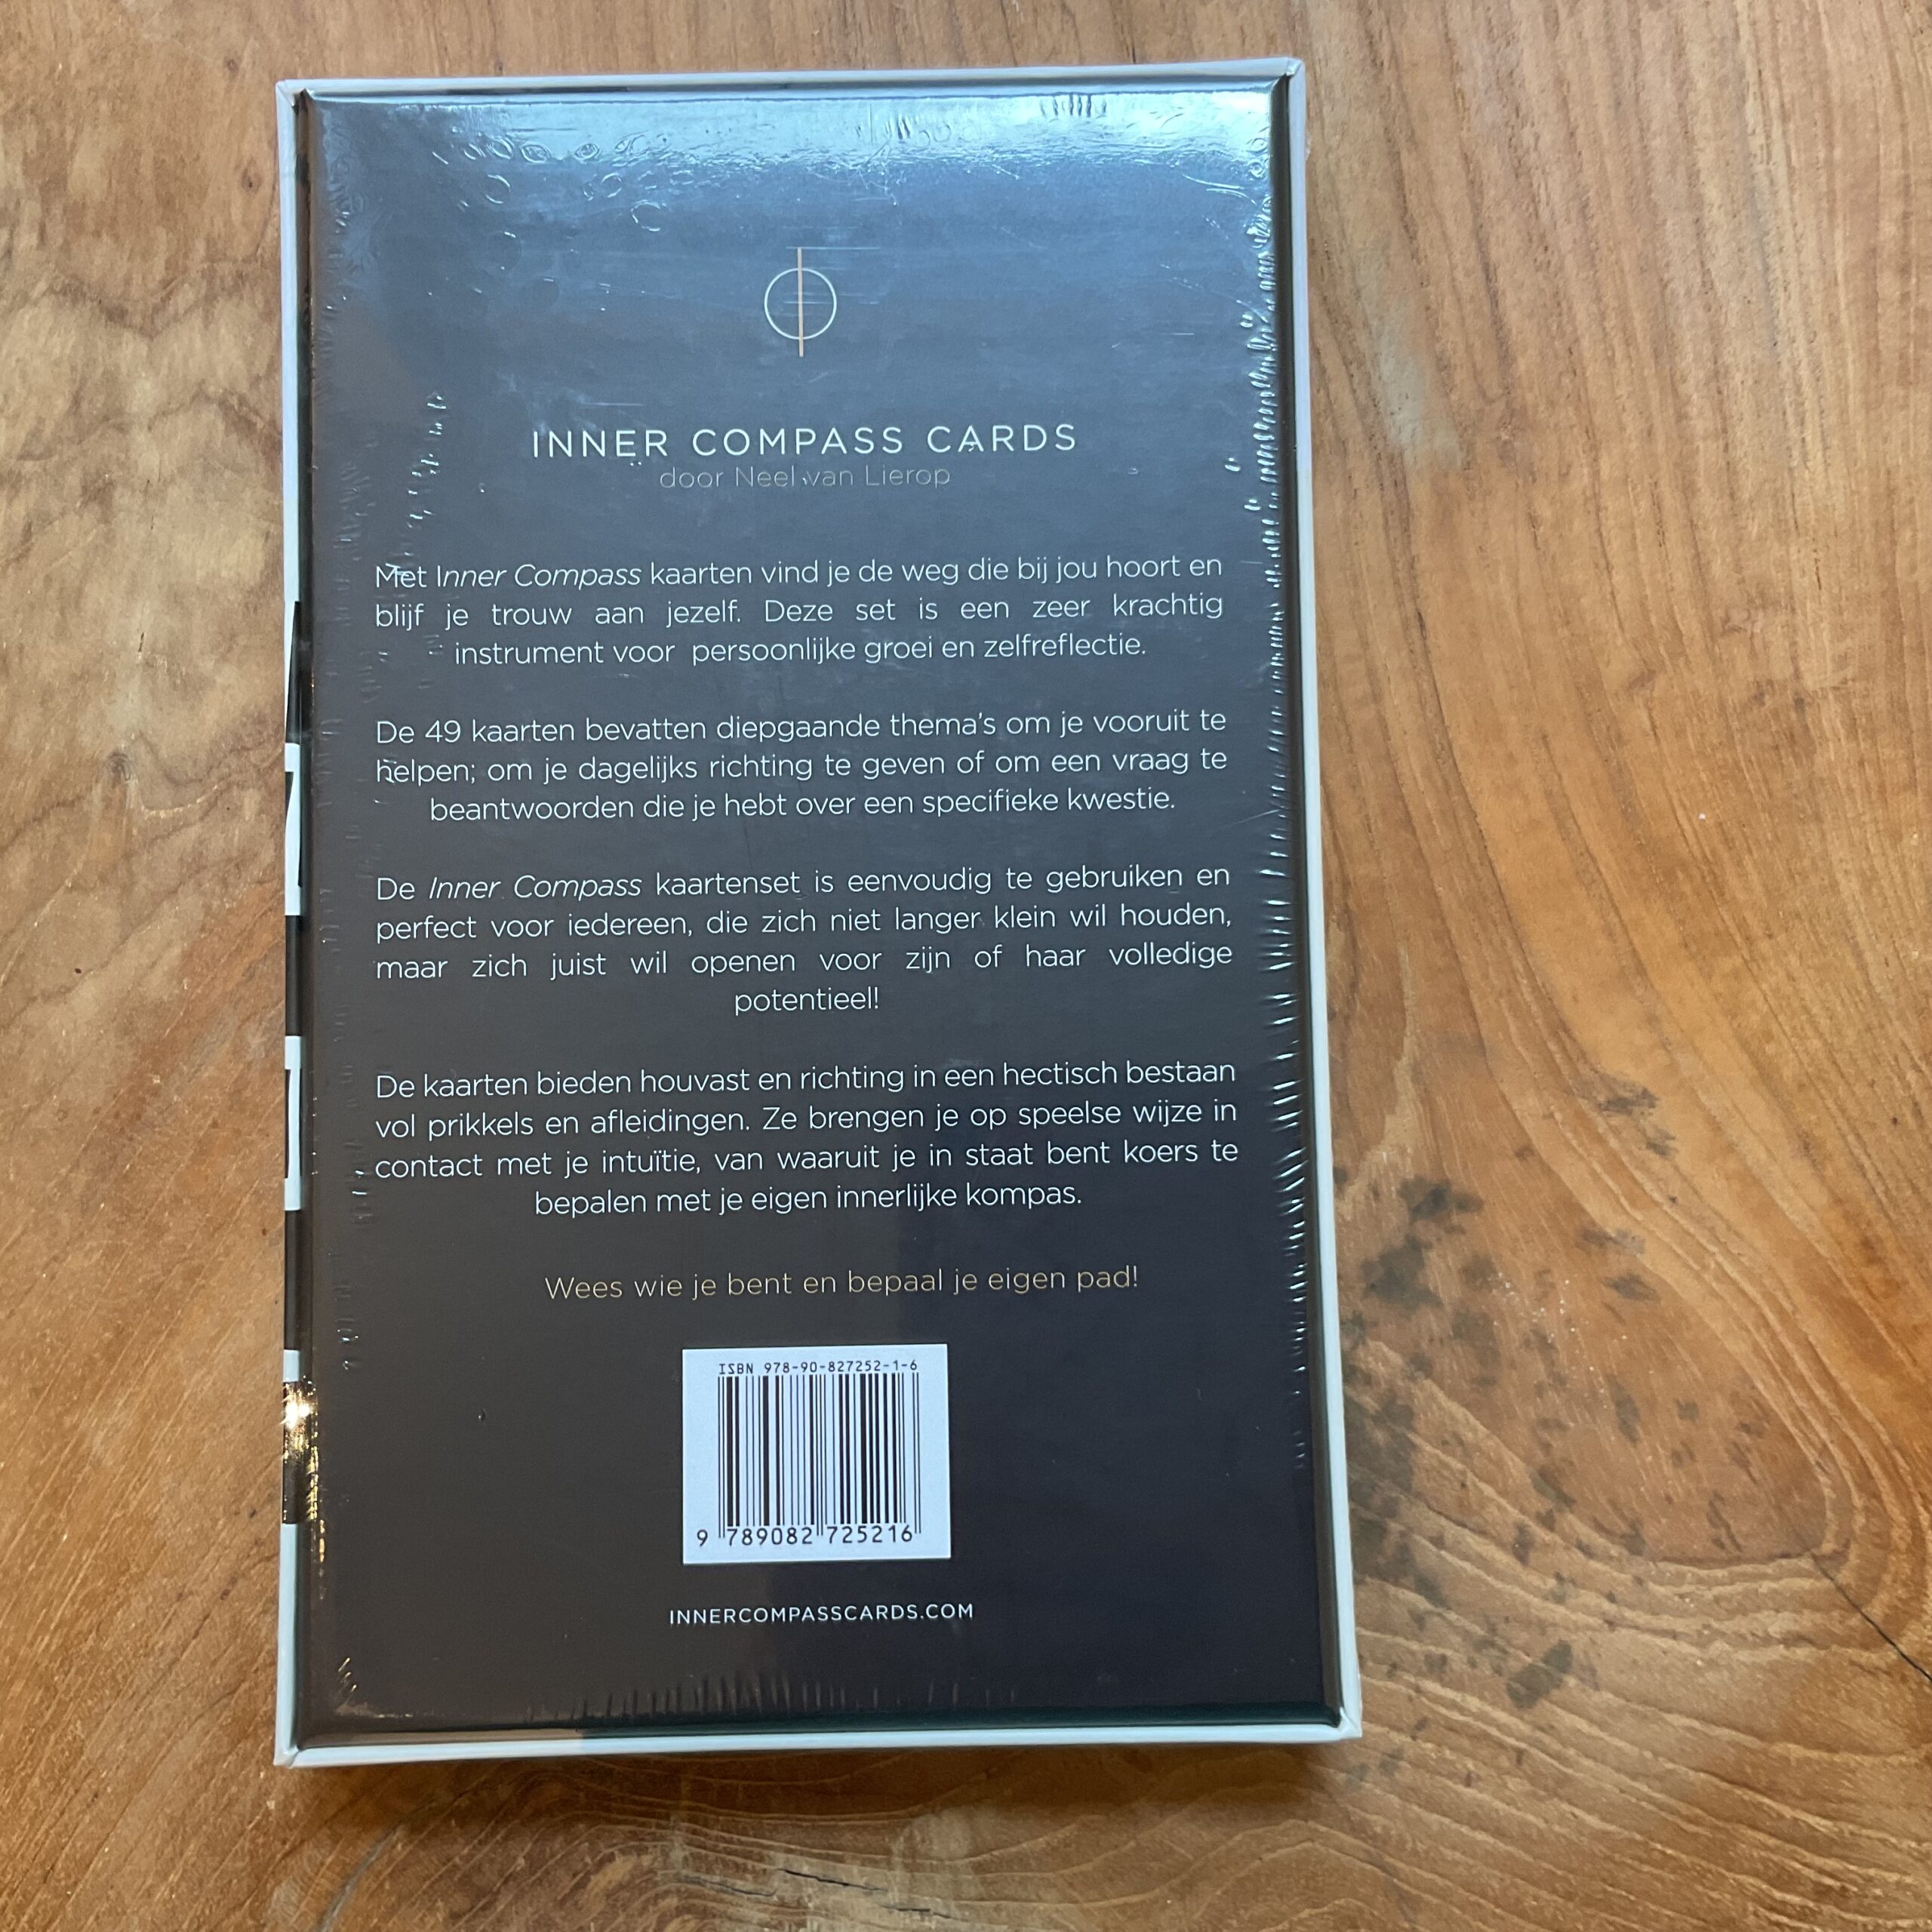 INNER COMPASS CARDS
door Neel van Lierop
Met Inner Compass kaarten vind je de weg die bij jou hoort en
blijf je trouw aan jezelf. Deze set is een zeer krachtig
instrument voor persoonlijke groei en zelfreflectie.
De 49 kaarten bevatten diepgaande thema's om je vooruit te
helpen; om je dagelijks richting te geven of om een vraag te
beantwoorden die je hebt over een specifieke kwestie.
De Inner Compass kaartenset is eenvoudig te gebruiken en
perfect voor iedereen, die zich niet langer klein wil houden,
maar zich juist wil openen voor zijn of haar volledige
potentieel!
De kaarten bieden houvast en richting in een hectisch bestaan
vol prikkels en afleidingen. Ze brengen je op speelse wijze in
contact met je intuïtie, van waaruit je in staat bent koers te
bepalen met je eigen innerlijke kompas.
Wees wie je bent en bepaal je eigen pad!
ISBN 978-90-827252-1-6
9 789082 725216
INNERCOMPASSCARDS.COM